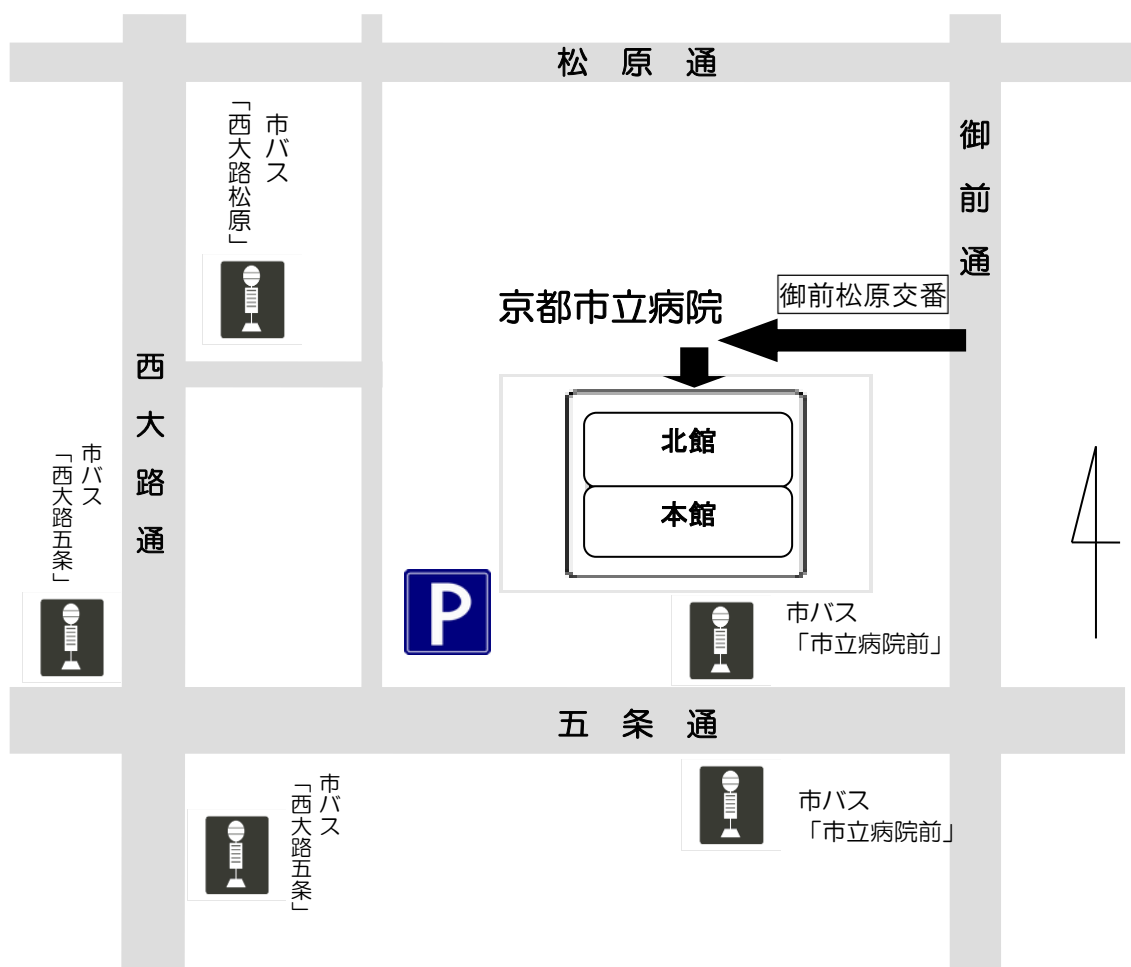 松原通
御前通
市バス
「西大路松原」
御前松原交番
京都市立病院
西大路通
北館
本館
市バス
「西大路五条」
P
市バス
「市立病院前」
五条通
市バス
「西大路五条」
市バス
「市立病院前」